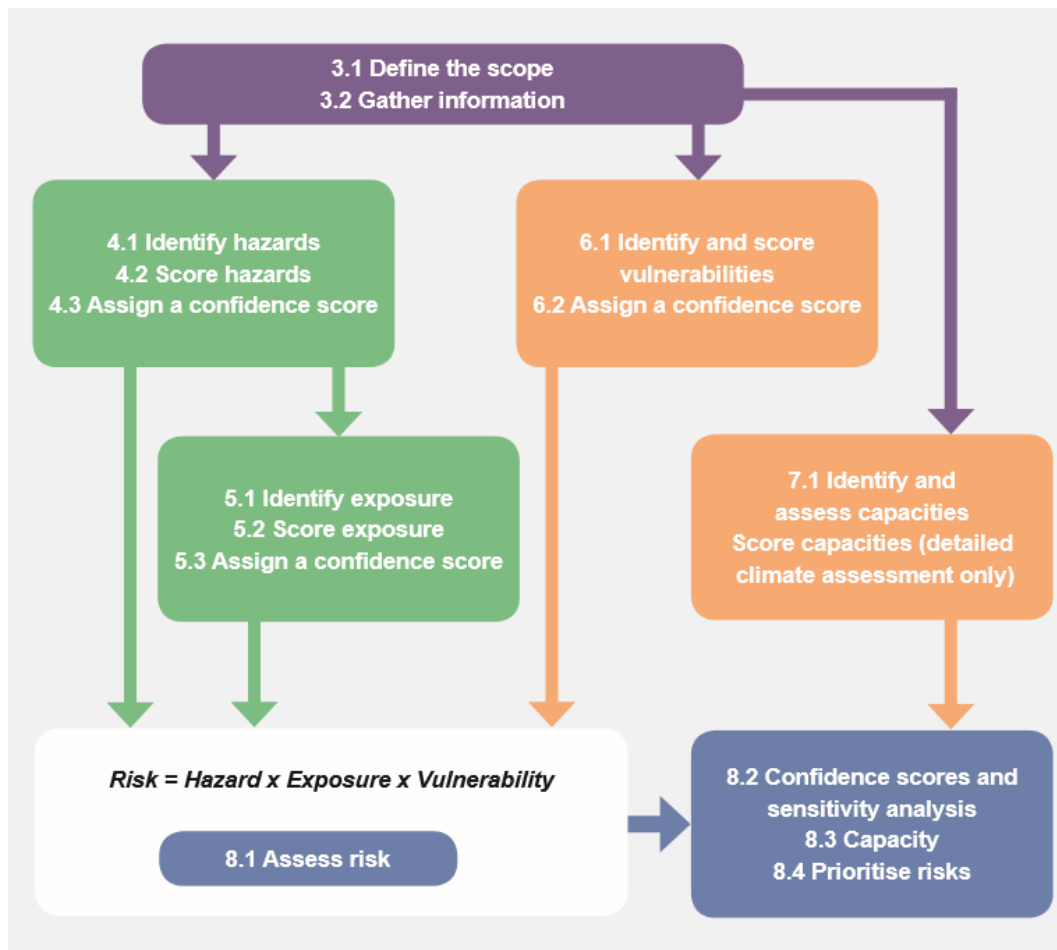 3.1 Define the scope
3.2 Gather information
4.1 Identify hazards
4.2 Score hazards
4.3 Assign a confidence score
6.1 Identify and score
vulnerabilities
6.2 Assign a confidence score
5.1 Identify exposure
5.2 Score exposure
5.3 Assign a confidence score
7.1 Identify and
assess capacities
Score capacities (detailed
climate assessment only)
Risk = Hazard x Exposure x Vulnerability
8.1 Assess risk
8.2 Confidence scores and
sensitivity analysis
8.3 Capacity
8.4 Prioritise risks